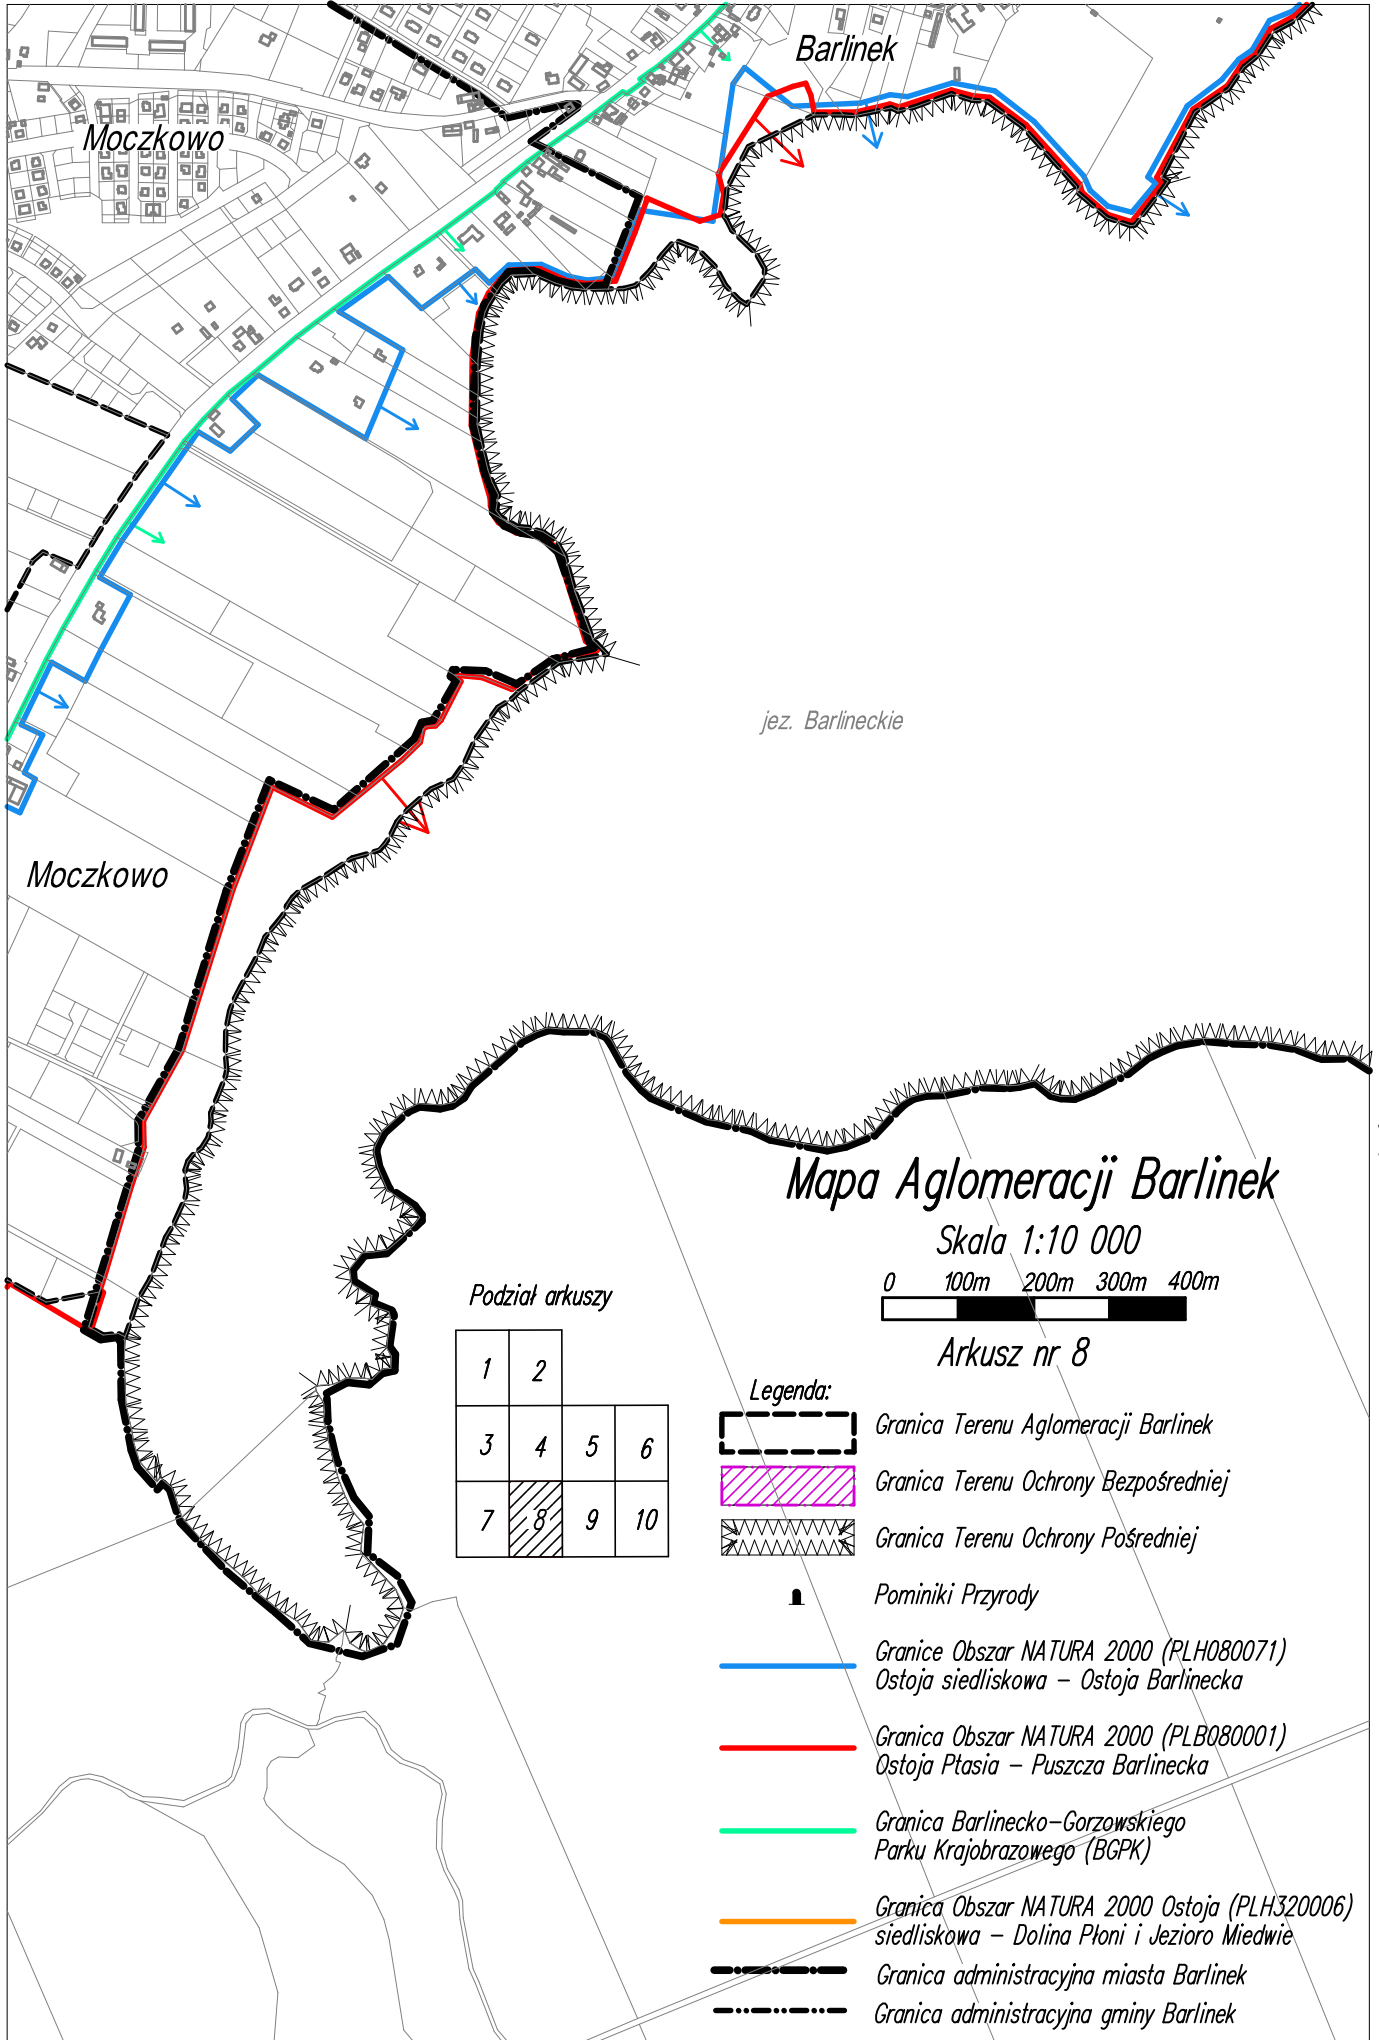 Barlinek
Moczkowo
jez. Barlineckie
Moczkowo
Mapa Aglomeracji Barlinek
Skala 1:10 000
0 100m 200m 300m 400m
Arkusz nr 8
Podział arkuszy
1 2
3 4 5 6
7 8 9 10
Legenda:
Granica Terenu Aglomeracji Barlinek
Granica Terenu Ochrony Bezpośredniej
Granica Terenu Ochrony Pośredniej
Pominiki Przyrody
Granice Obszar NATURA 2000 (PLH080071)
Ostoja siedliskowa – Ostoja Barlinecka
Granica Obszar NATURA 2000 (PLB080001)
Ostoja Ptasia – Puszcza Barlinecka
Granica Barlinecko–Gorzowskiego
Parku Krajobrazowego (BGPK)
Granica Obszar NATURA 2000 Ostoja (PLH320006)
siedliskowa – Dolina Płoni i Jezioro Miedwie
Granica administracyjna miasta Barlinek
Granica administracyjna gminy Barlinek